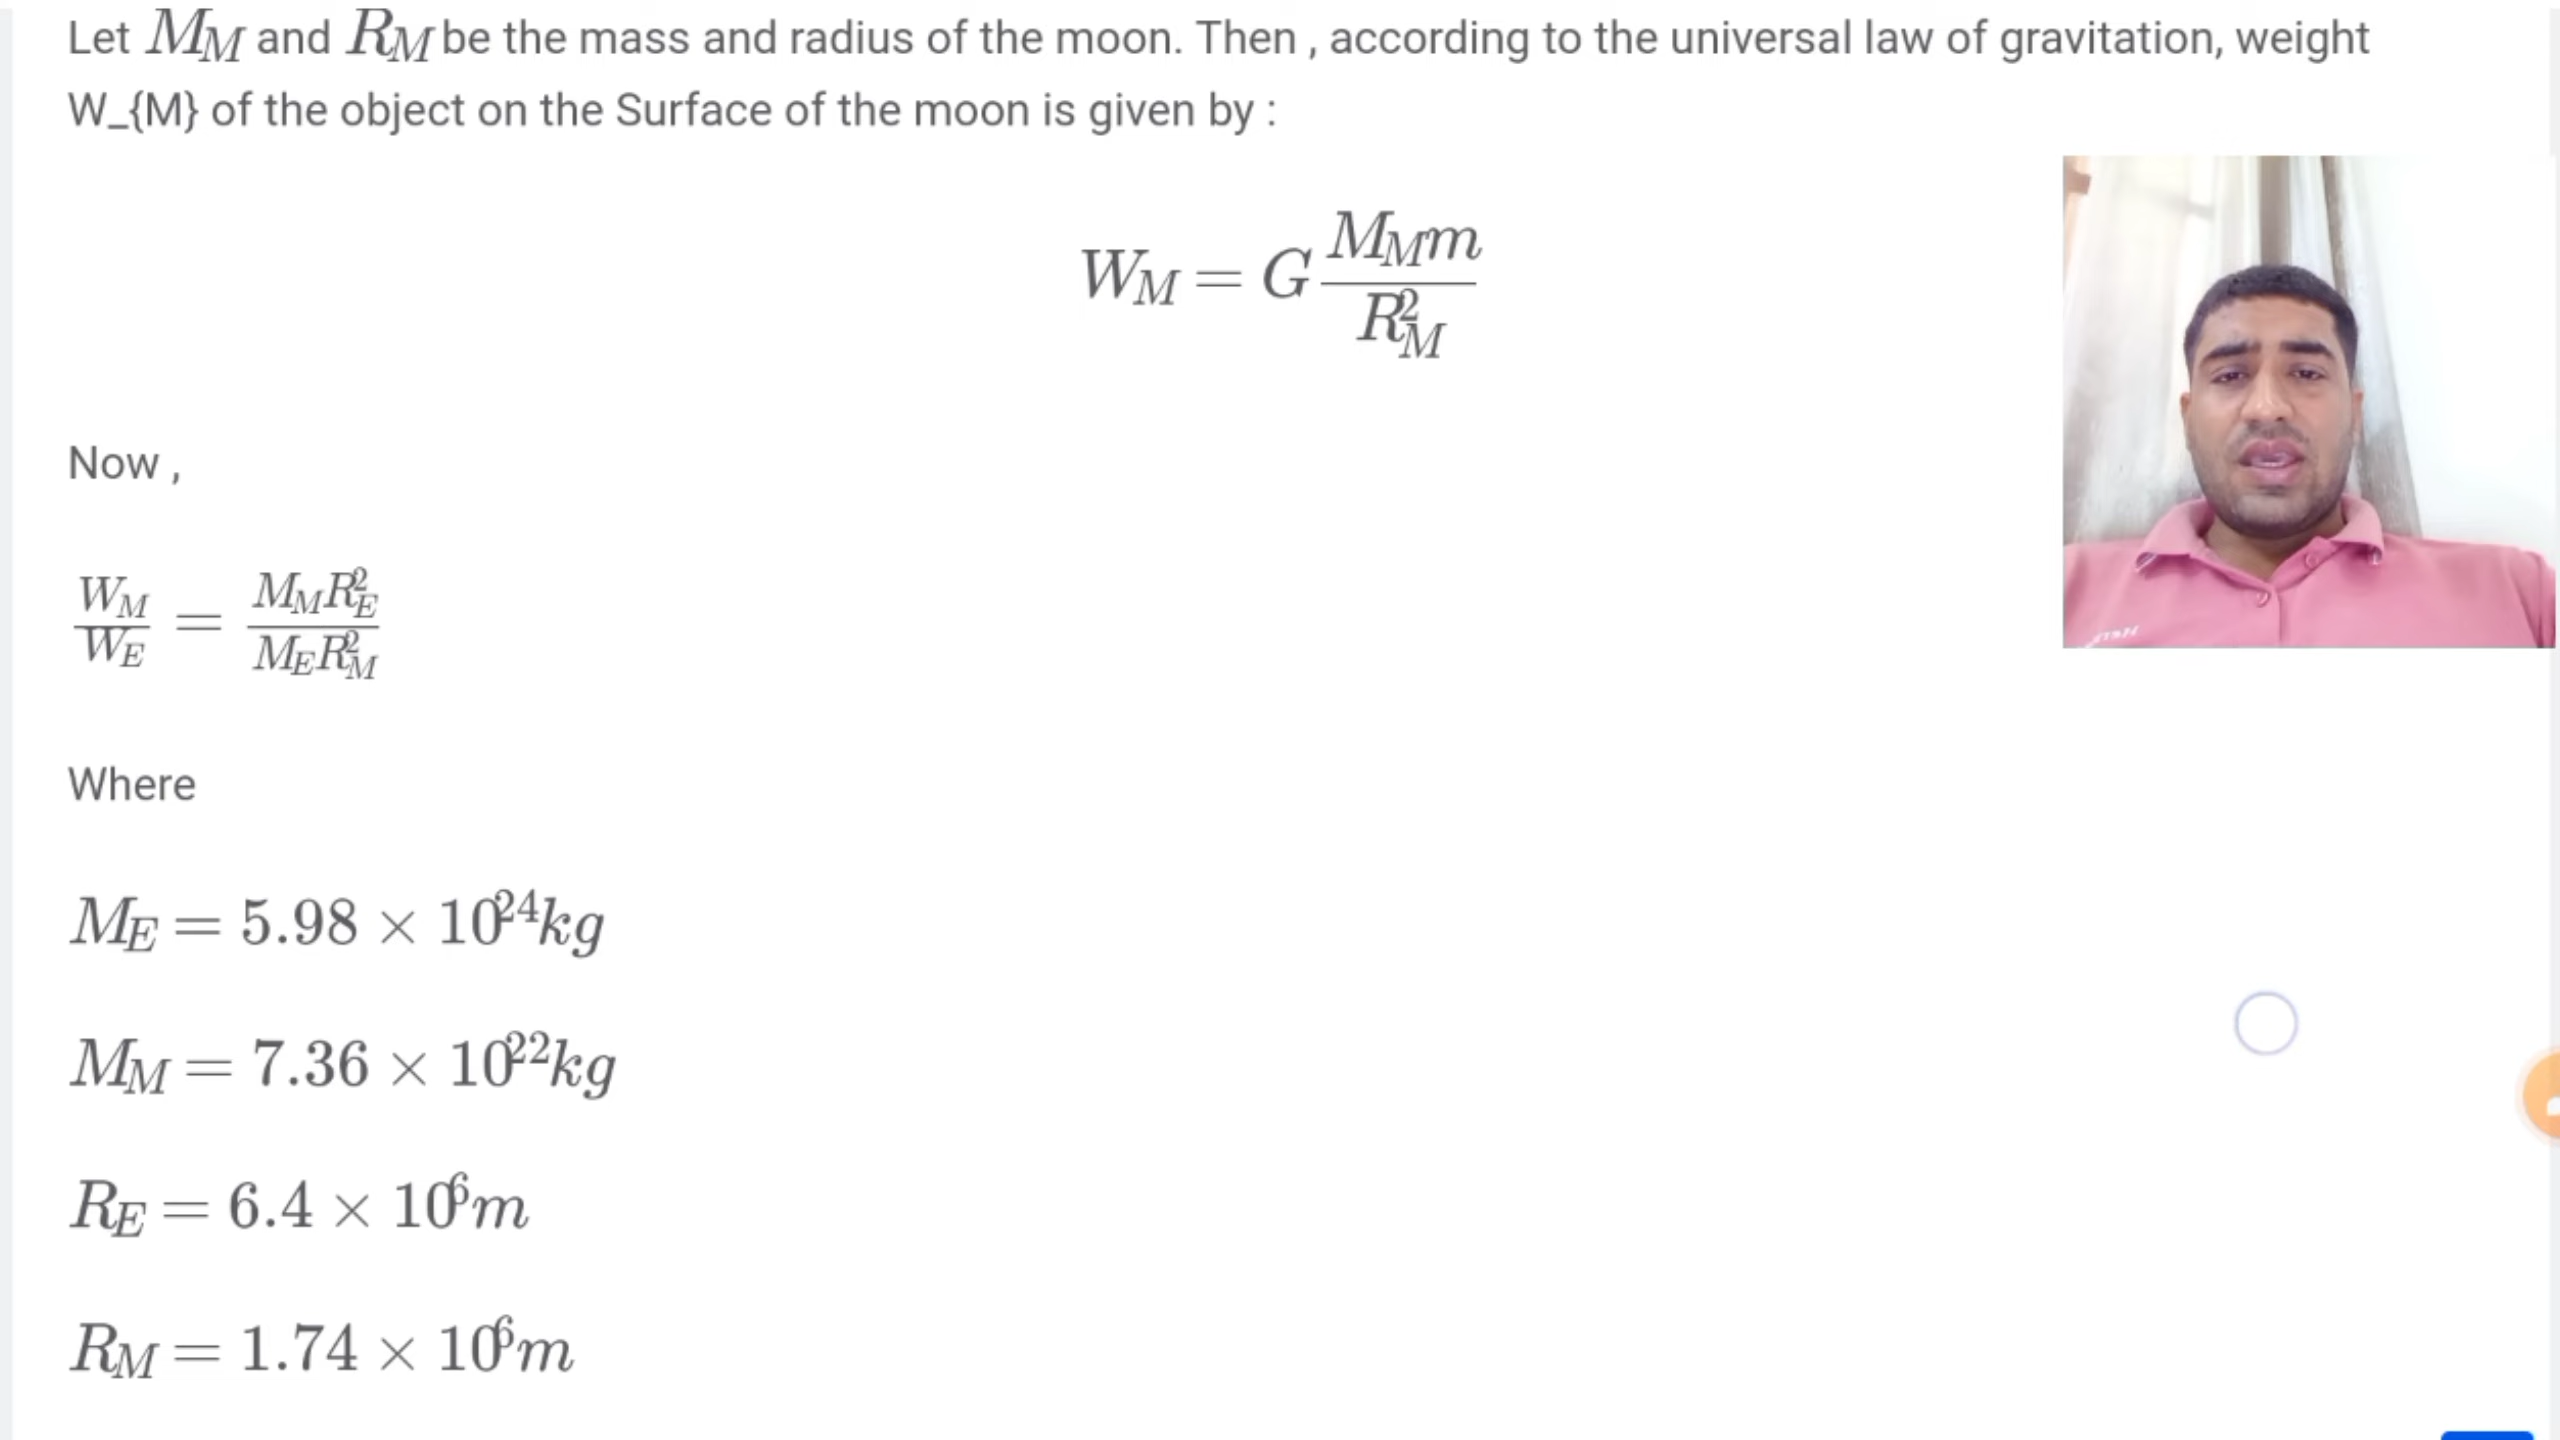 Let M_M and R_M be the mass and radius of the moon. Then , according to the universal law of gravitation, weight
W_{M} of the object on the Surface of the moon is given by :
W_M = G \frac{M_M m}{R_M^2}
Now ,
\frac{W_M}{W_E} = \frac{M_M R_E^2}{M_E R_M^2}
Where
M_E = 5.98 × 10^{24} kg
M_M = 7.36 × 10^{22} kg
R_E = 6.4 × 10^6 m
R_M = 1.74 × 10^6 m